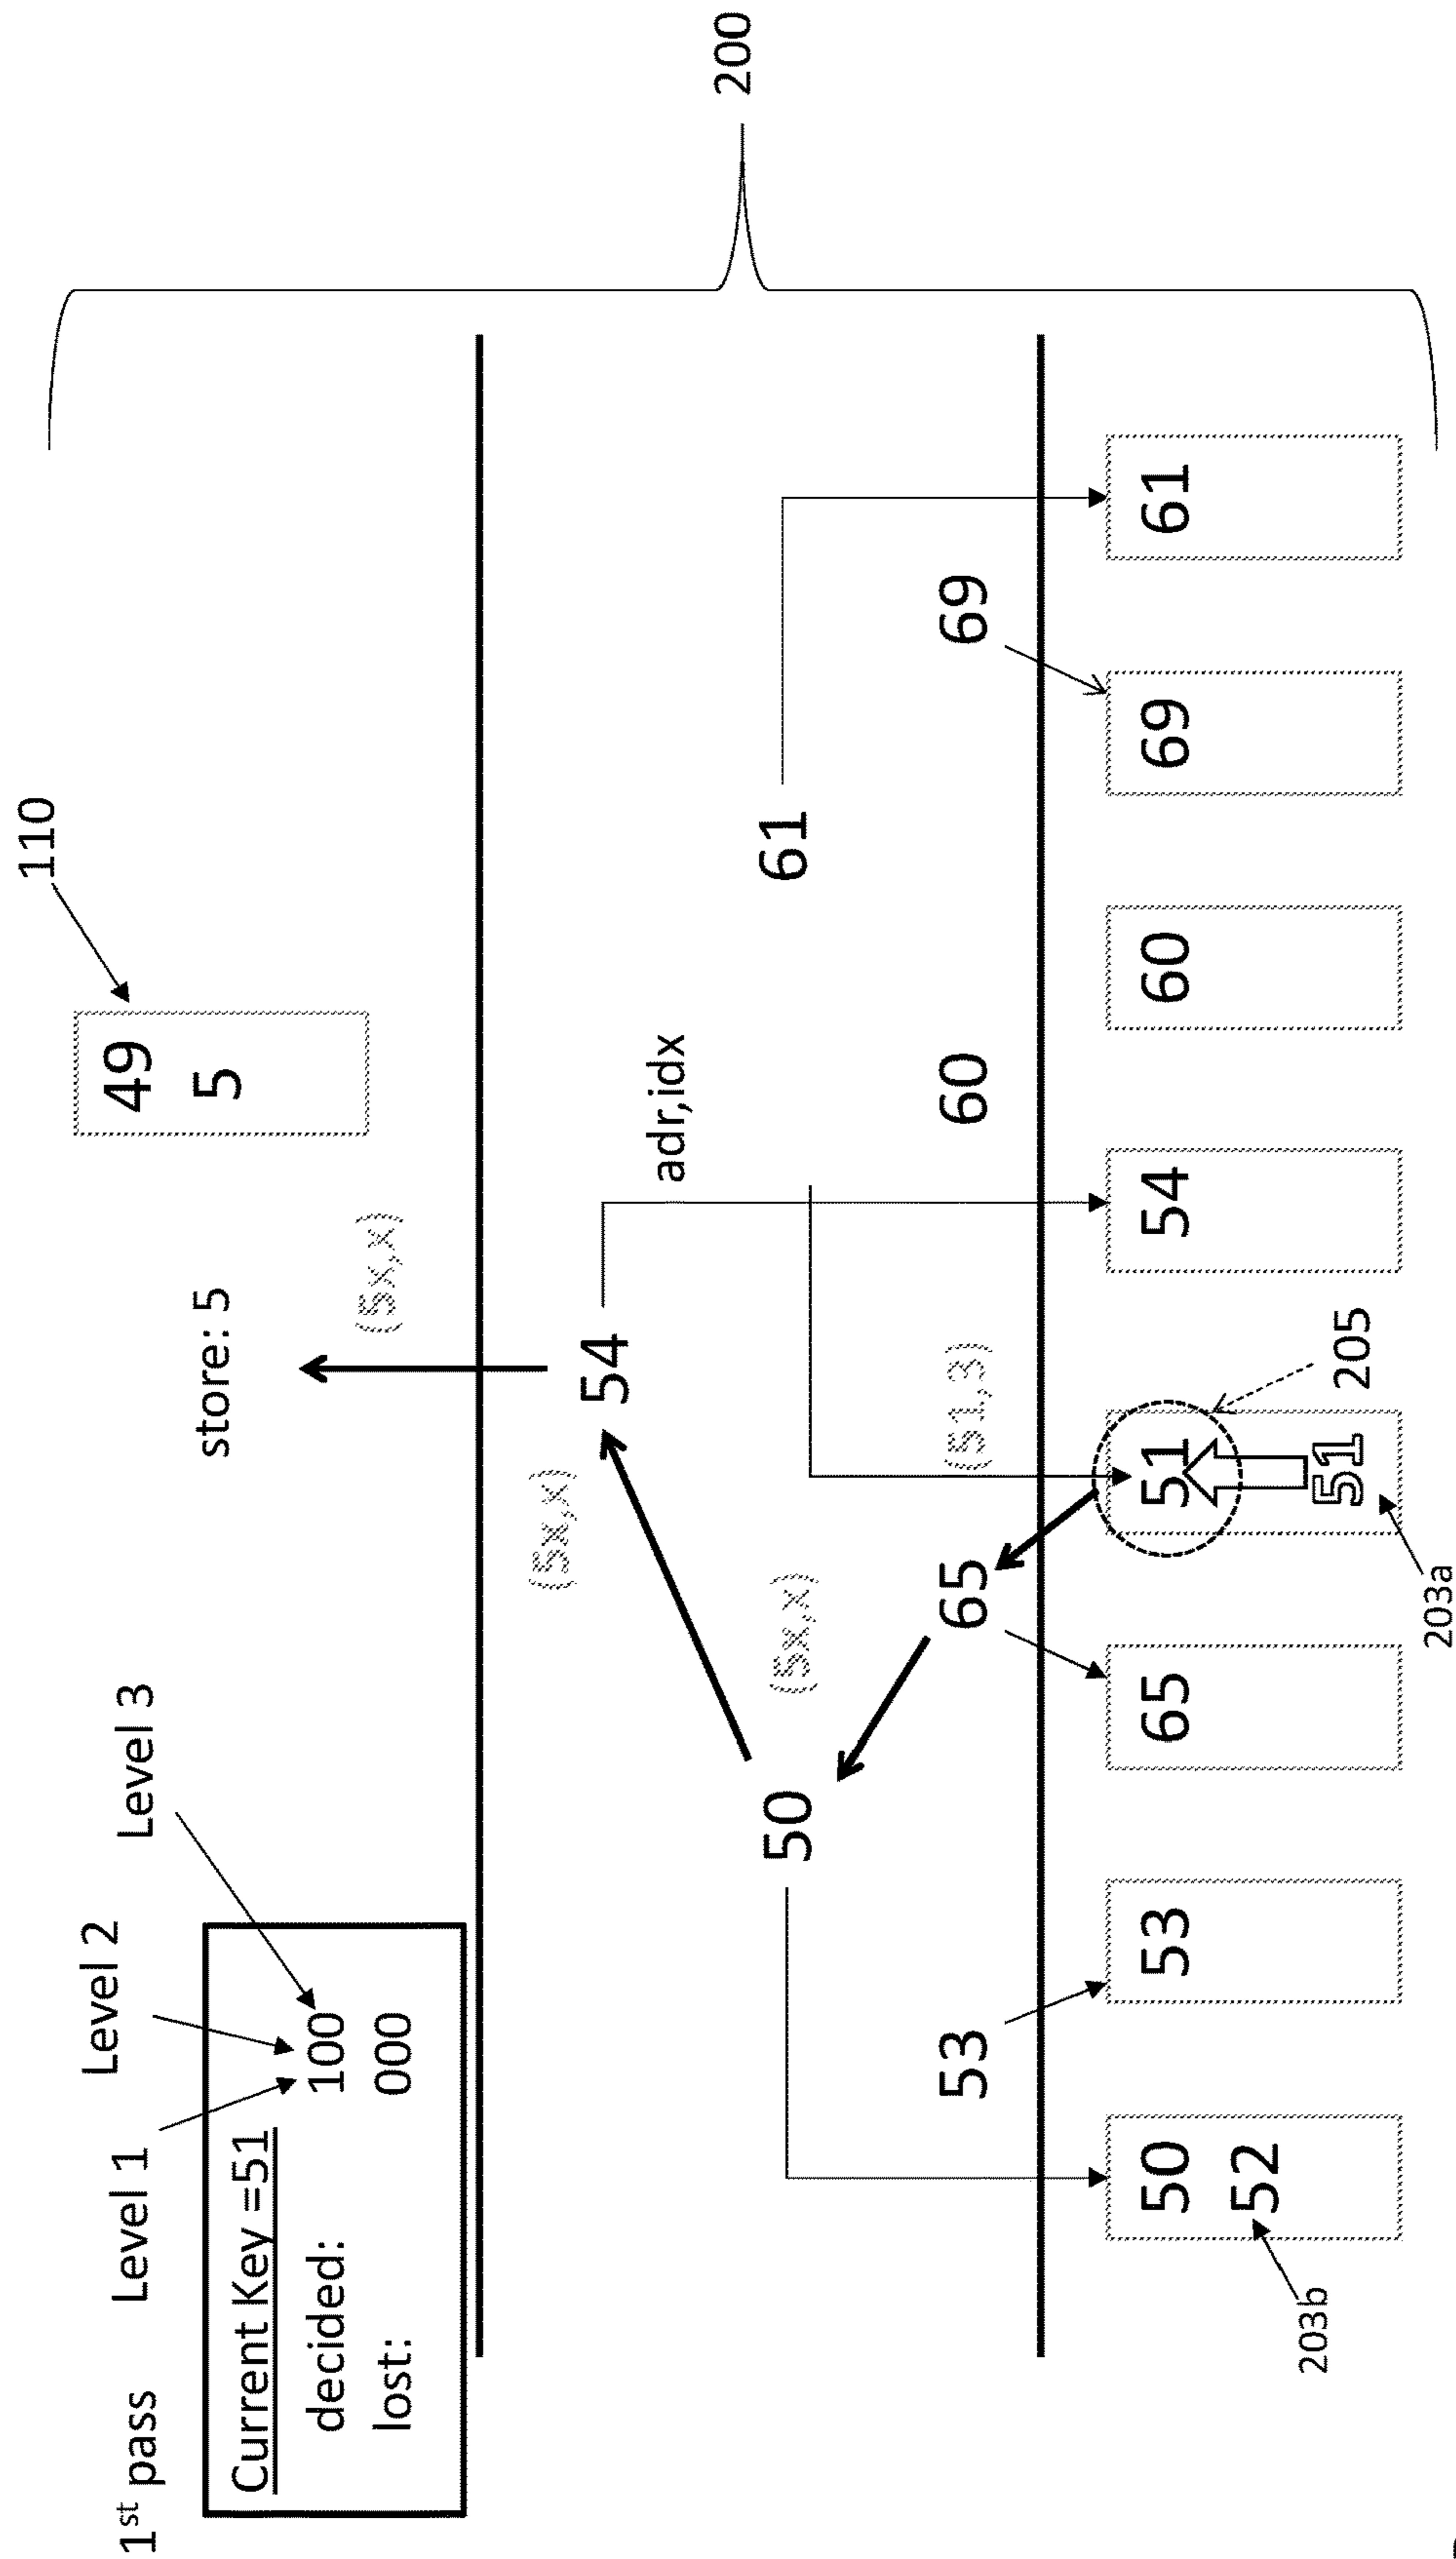 1st pass
Level 1
Level 2
Level 3
Current Key =51
decided: 100
lost: 000
store: 5
110
49
5
(5x,x)
200
54
(5x,x)
adr,idx
50
(5x,x)
61
53
65
(51,3)
60
69
50
52
53
65
51
51
54
60
69
61
203b
203a
205